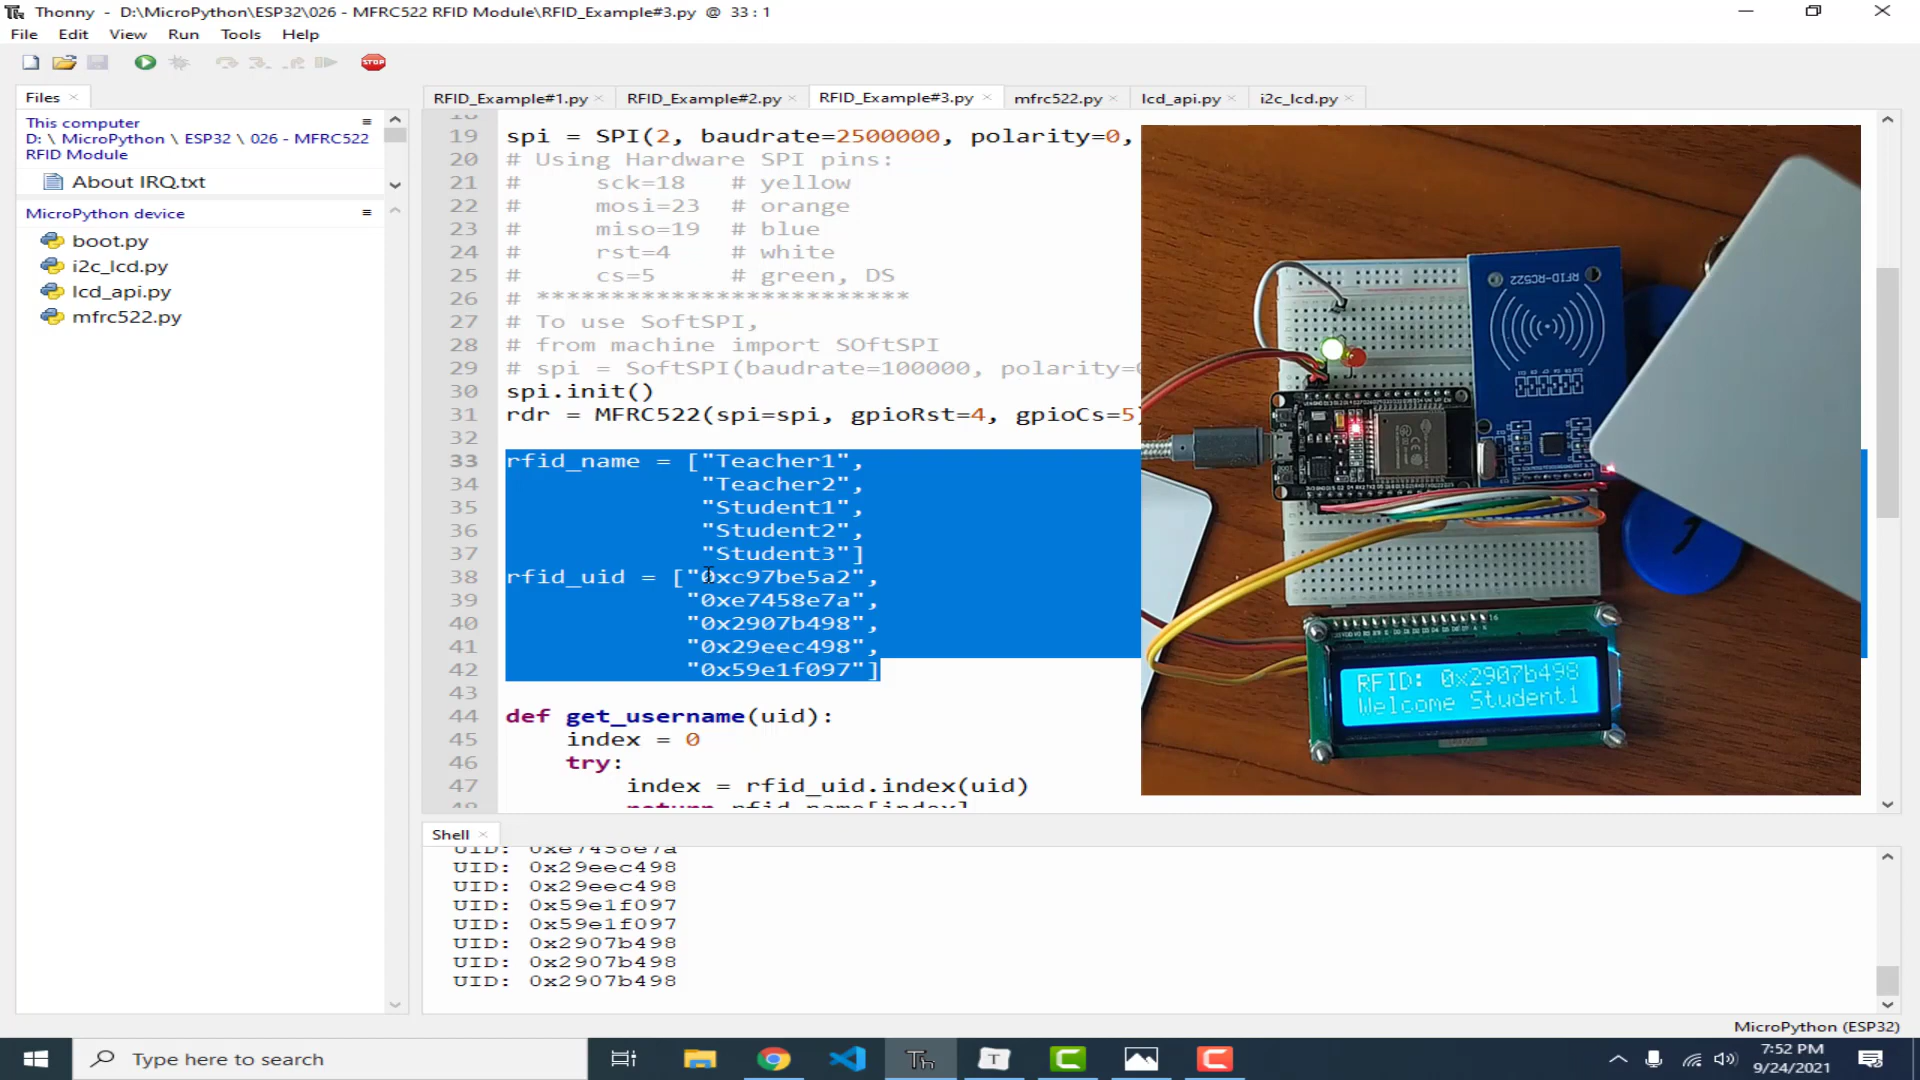 Thonny - D:\MicroPython\ESP32\026 - MFRC522 RFID Module\RFID_Example#3.py @ 33 : 1
File Edit View Run Tools Help
STOP
Files
This computer
D: \ MicroPython \ ESP32 \ 026 - MFRC522 RFID Module
About IRQ.txt
MicroPython device
boot.py
i2c_lcd.py
lcd_api.py
mfrc522.py
RFID_Example#1.py RFID_Example#2.py RFID_Example#3.py mfrc522.py lcd_api.py i2c_lcd.py
19 spi = SPI(2, baudrate=2500000, polarity=0,
20 # Using Hardware SPI pins:
21 # sck=18 # yellow
22 # mosi=23 # orange
23 # miso=19 # blue
24 # rst=4 # white
25 # cs=5 # green, DS
26 # *************************
27 # To use SoftSPI,
28 # from machine import SOftSPI
29 # spi = SoftSPI(baudrate=100000, polarity=0
30 spi.init()
31 rdr = MFRC522(spi=spi, gpioRst=4, gpioCs=5)
32
33 rfid_name = ["Teacher1",
34 "Teacher2",
35 "Student1",
36 "Student2",
37 "Student3"]
38 rfid_uid = ["0xc97be5a2",
39 "0xe7458e7a",
40 "0x2907b498",
41 "0x29eec498",
42 "0x59e1f097"]
43
44 def get_username(uid):
45 index = 0
46 try:
47 index = rfid_uid.index(uid)
48 return rfid_name[index]
RFID-RC522
RFID: 0x2907b498
Welcome Student1
Shell
UID: 0xe7458e7a
UID: 0x29eec498
UID: 0x29eec498
UID: 0x59e1f097
UID: 0x59e1f097
UID: 0x2907b498
UID: 0x2907b498
UID: 0x2907b498
MicroPython (ESP32)
Type here to search
7:52 PM
9/24/2021